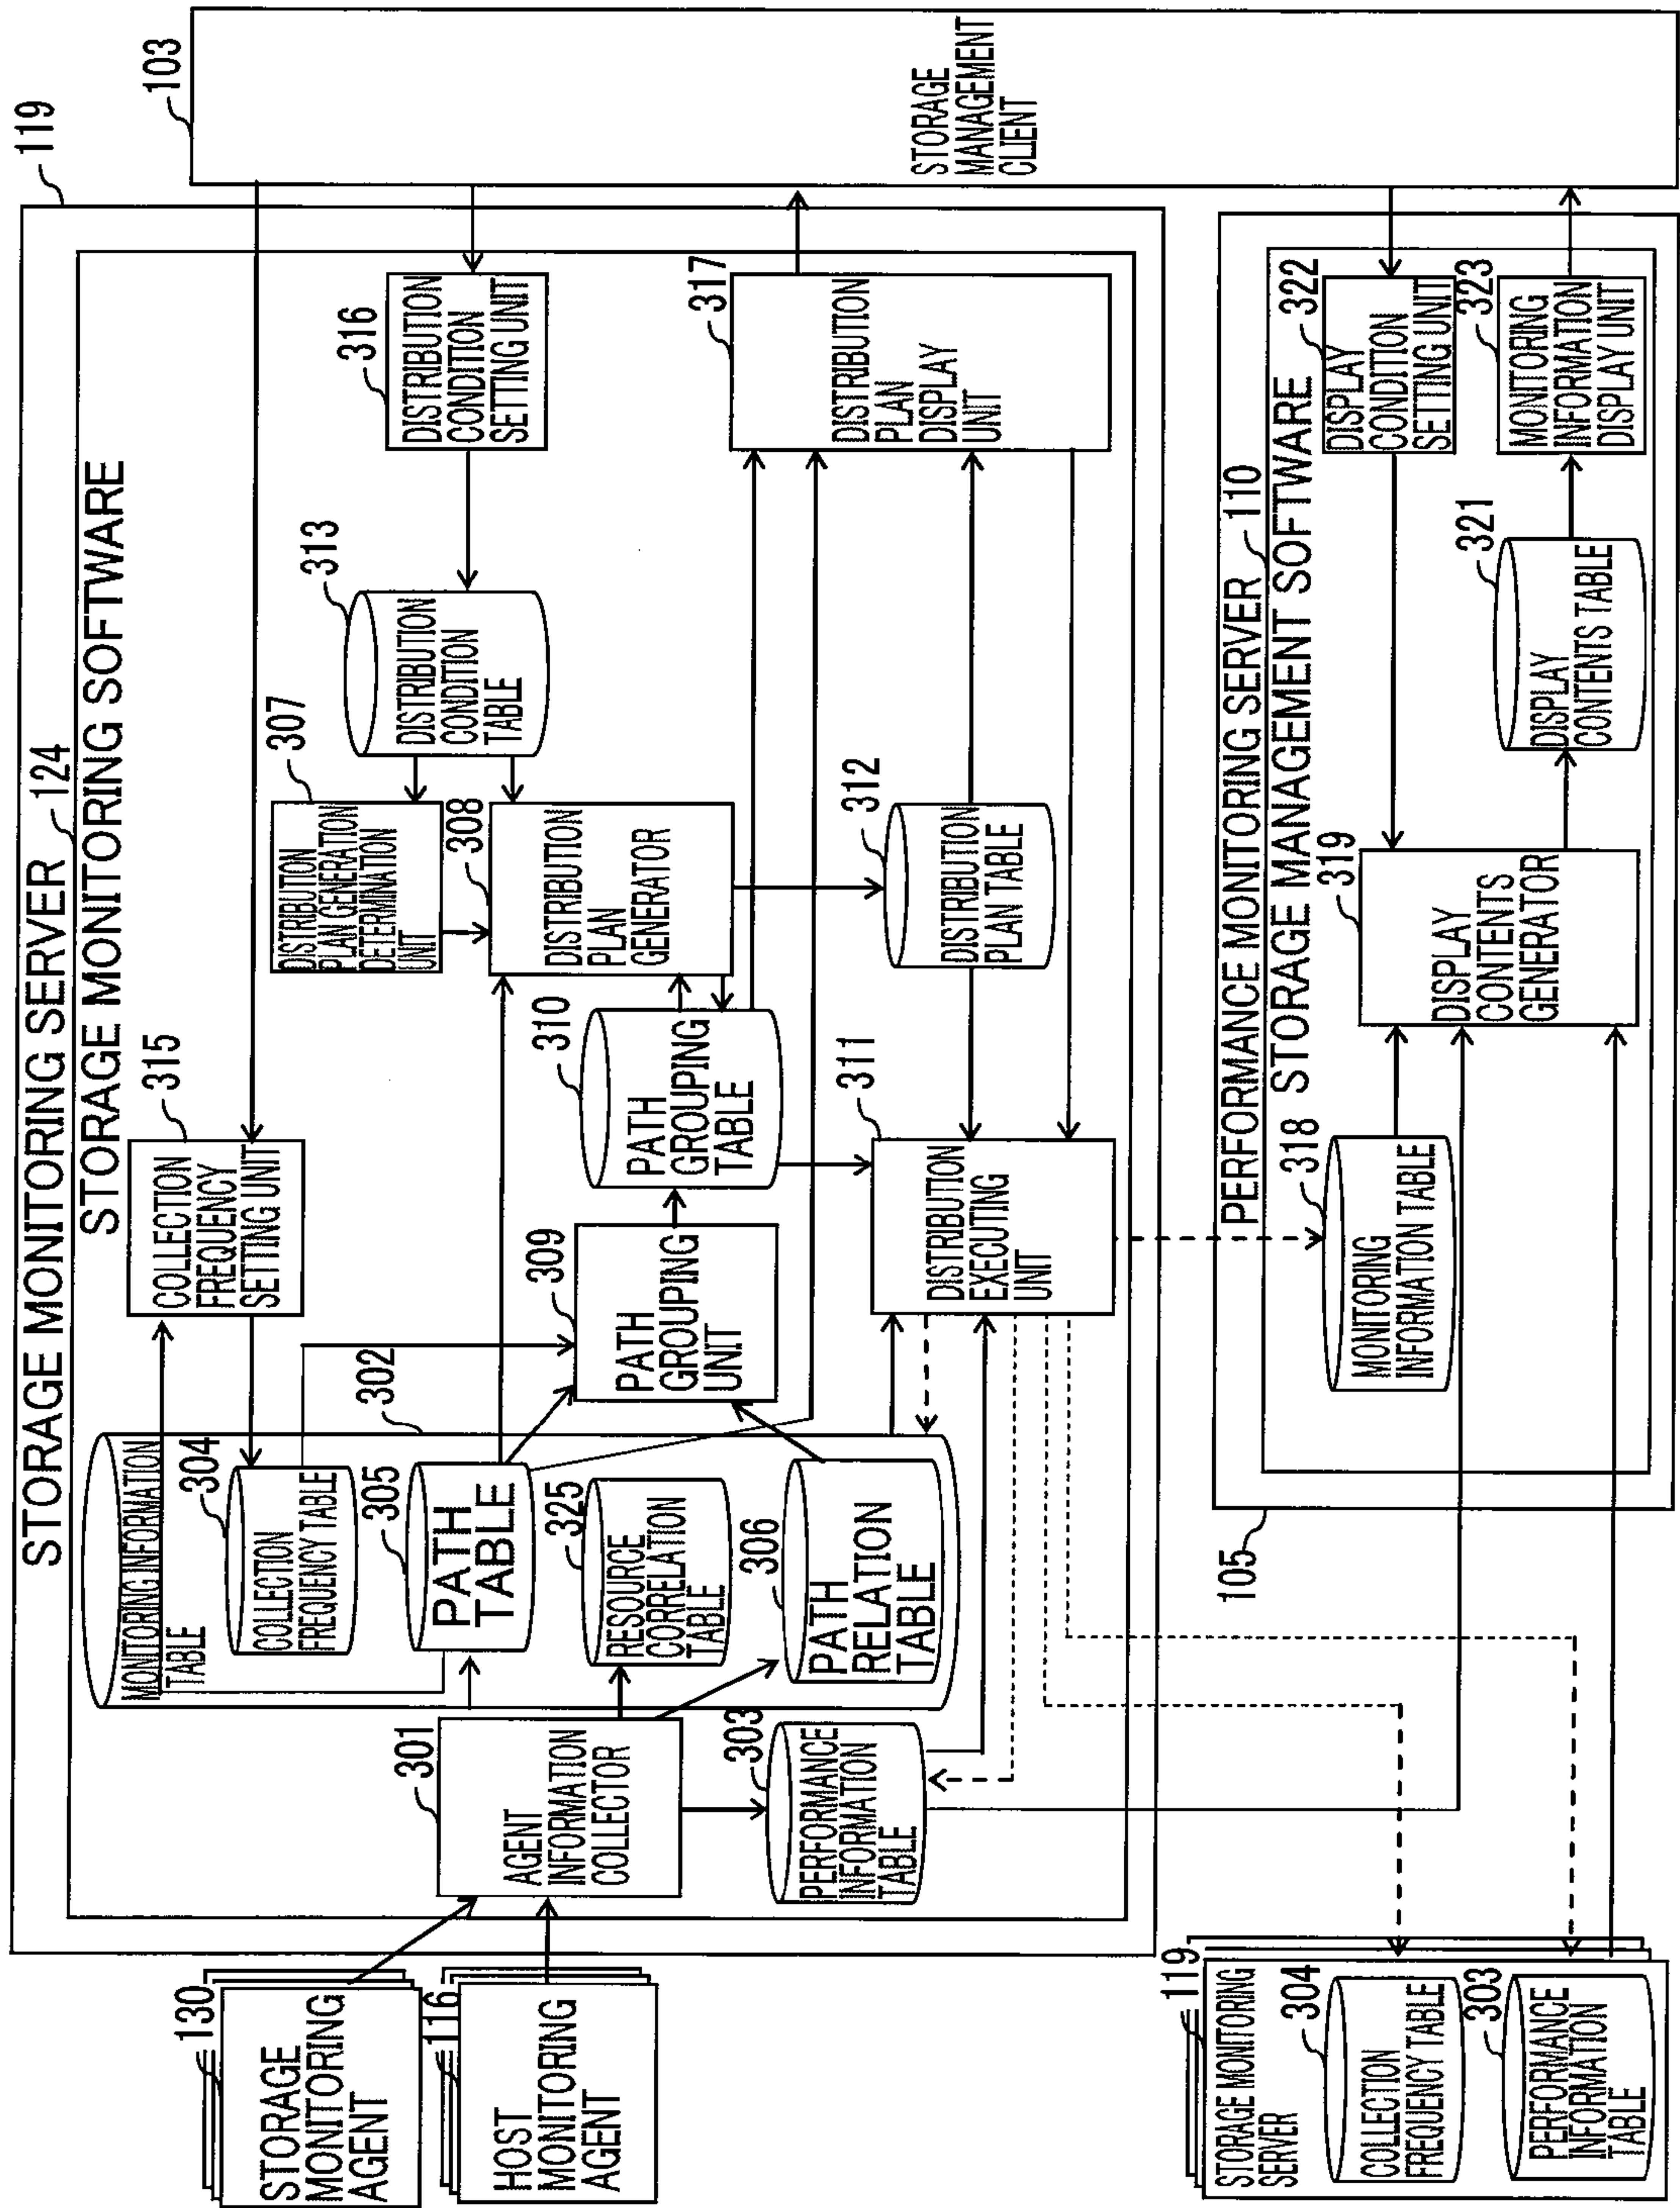 STORAGE MONITORING SERVER
119
124
STORAGE MONITORING SOFTWARE
103
STORAGE
MANAGEMENT
CLIENT
130
STORAGE
MONITORING
AGENT
116
HOST
MONITORING
AGENT
301
AGENT
INFORMATION
COLLECTOR
302
MONITORING INFORMATION
TABLE
304
COLLECTION
FREQUENCY TABLE
305
PATH
TABLE
325
RESOURCE
CORRELATION
TABLE
306
PATH
RELATION
TABLE
303
PERFORMANCE
INFORMATION
TABLE
315
COLLECTION
FREQUENCY
SETTING UNIT
309
PATH
GROUPING
UNIT
310
PATH
GROUPING
TABLE
311
DISTRIBUTION
EXECUTING
UNIT
307
DISTRIBUTION
PLAN GENERATION
DETERMINATION
UNIT
308
DISTRIBUTION
PLAN
GENERATOR
312
DISTRIBUTION
PLAN TABLE
313
DISTRIBUTION
CONDITION
TABLE
316
DISTRIBUTION
CONDITION
SETTING UNIT
317
DISTRIBUTION
PLAN
DISPLAY
UNIT
119
STORAGE MONITORING
SERVER
304
COLLECTION
FREQUENCY TABLE
303
PERFORMANCE
INFORMATION
TABLE
105
PERFORMANCE MONITORING SERVER
110
STORAGE MANAGEMENT SOFTWARE
318
MONITORING
INFORMATION TABLE
319
DISPLAY
CONTENTS
GENERATOR
321
DISPLAY
CONTENTS TABLE
322
DISPLAY
CONDITION
SETTING UNIT
323
MONITORING
INFORMATION
DISPLAY UNIT